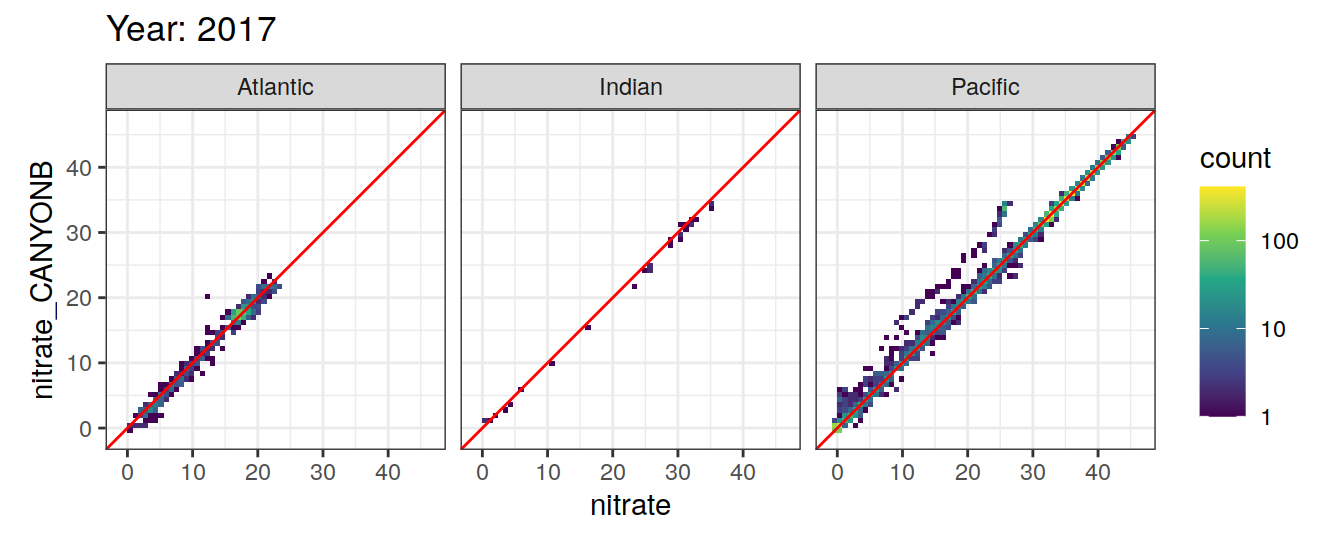 Year: 2017
Atlantic
Indian
Pacific
nitrate_CANYONB
40
30
20
10
0
0 10 20 30 40
0 10 20 30 40
0 10 20 30 40
nitrate
count
100
10
1